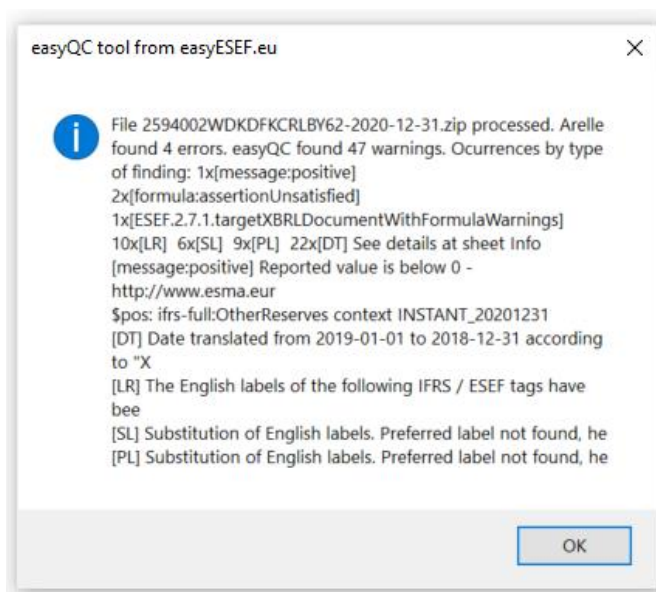 easyQC tool from easyESEF.eu
File 2594002WDKDFKCRLBY62-2020-12-31.zip processed. Arelle
found 4 errors. easyQC found 47 warnings. Ocurrences by type
of finding: 1x[message:positive]
2x[formula:assertionUnsatisfied]
1x[ESEF.2.7.1.targetXBRLDocumentWithFormulaWarnings]
10x[LR]  6x[SL]  9x[PL]  22x[DT] See details at sheet Info
[message:positive] Reported value is below 0 -
http://www.esma.eur
$pos: ifrs-full:OtherReserves context INSTANT_20201231
[DT] Date translated from 2019-01-01 to 2018-12-31 according
to "X
[LR] The English labels of the following IFRS / ESEF tags have
bee
[SL] Substitution of English labels. Preferred label not found, he
[PL] Substitution of English labels. Preferred label not found, he
OK